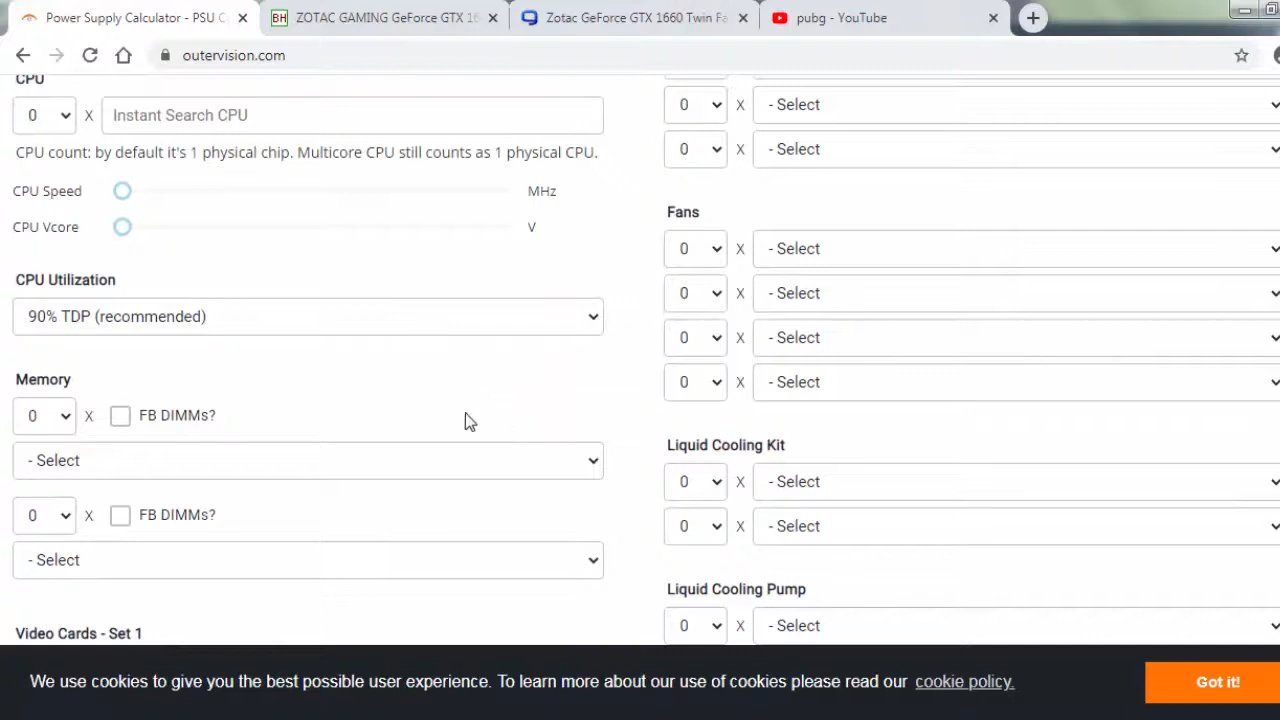 Power Supply Calculator - PSU C
ZOTAC GAMING GeForce GTX 16
Zotac GeForce GTX 1660 Twin Fa
pubg - YouTube
outervision.com
CPU
0 X Instant Search CPU
CPU count: by default it's 1 physical chip. Multicore CPU still counts as 1 physical CPU.
CPU Speed MHz
CPU Vcore V
CPU Utilization
90% TDP (recommended)
Memory
0 X FB DIMMs?
- Select
0 X FB DIMMs?
- Select
Video Cards - Set 1
0 X - Select
0 X - Select
Fans
0 X - Select
0 X - Select
0 X - Select
0 X - Select
Liquid Cooling Kit
0 X - Select
0 X - Select
Liquid Cooling Pump
0 X - Select
We use cookies to give you the best possible user experience. To learn more about our use of cookies please read our cookie policy.
Got it!